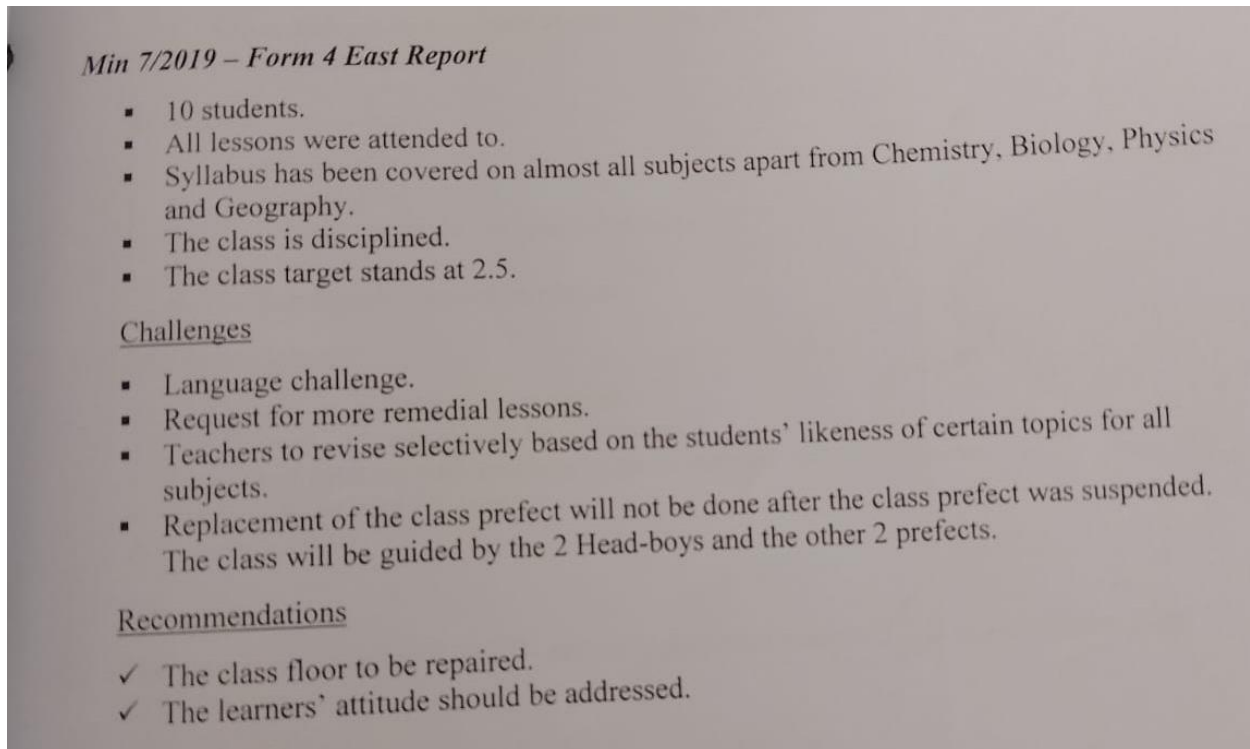 Min 7/2019 – Form 4 East Report
▪ 10 students.
▪ All lessons were attended to.
▪ Syllabus has been covered on almost all subjects apart from Chemistry, Biology, Physics
and Geography.
▪ The class is disciplined.
▪ The class target stands at 2.5.
Challenges
▪ Language challenge.
▪ Request for more remedial lessons.
▪ Teachers to revise selectively based on the students’ likeness of certain topics for all
subjects.
▪ Replacement of the class prefect will not be done after the class prefect was suspended.
The class will be guided by the 2 Head-boys and the other 2 prefects.
Recommendations
✓ The class floor to be repaired.
✓ The learners’ attitude should be addressed.